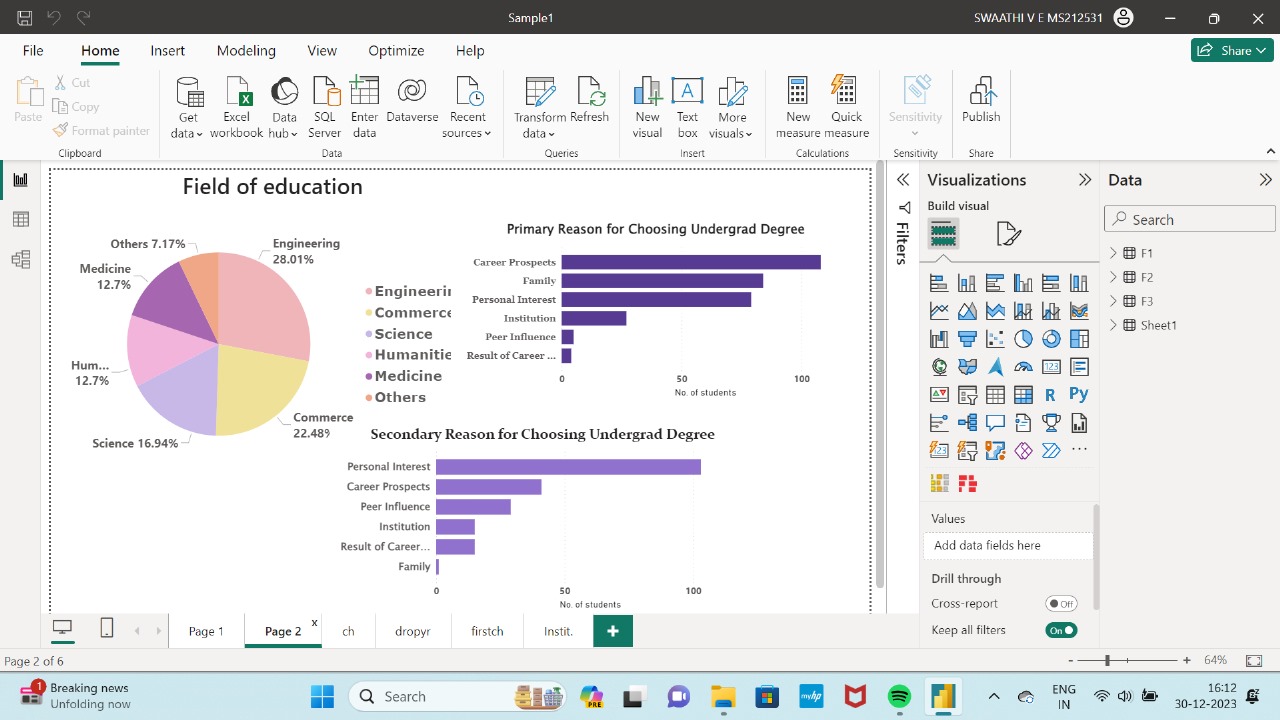 Sample1
SWAATHI V E MS212531
File
Home
Insert
Modeling
View
Optimize
Help
Share
Paste
Cut
Copy
Format painter
Clipboard
Get
data
Excel
workbook
Data
hub
SQL
Server
Enter
data
Dataverse
Recent
sources
Data
Transform
data
Refresh
Queries
New
visual
Text
box
More
visuals
Insert
New
measure
Quick
measure
Calculations
Sensitivity
Sensitivity
Publish
Share
Field of education
Others 7.17%
Engineering
28.01%
Medicine
12.7%
Hum...
12.7%
Science 16.94%
Commerce
22.48%
Engineerin
Commerce
Science
Humanitie
Medicine
Others
Primary Reason for Choosing Undergrad Degree
Career Prospects
Family
Personal Interest
Institution
Peer Influence
Result of Career ...
0
50
100
No. of students
Secondary Reason for Choosing Undergrad Degree
Personal Interest
Career Prospects
Peer Influence
Institution
Result of Career...
Family
0
50
100
No. of students
Filters
Visualizations
Build visual
123
R
Py
123
...
Values
Add data fields here
Drill through
Cross-report
Off
Keep all filters
On
Data
Search
F1
F2
F3
Sheet1
Page 1
Page 2
x
ch
dropyr
firstch
Instit.
+
Page 2 of 6
-
+
64%
1
Breaking news
Unfolding now
Search
PRE
myhp
ENG
IN
16:12
30-12-2023